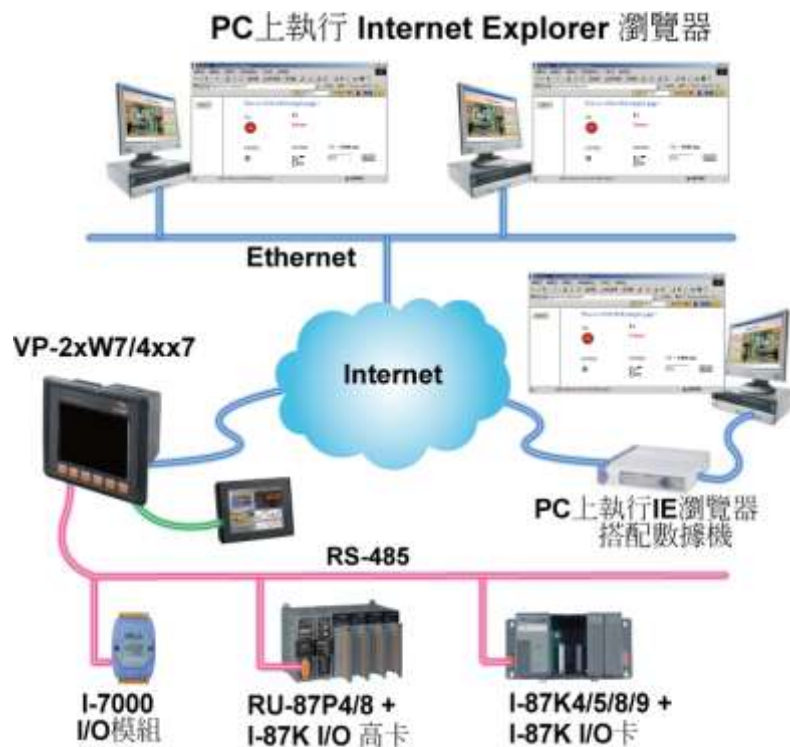 PC上執行 Internet Explorer 瀏覽器
Ethernet
VP-2xW7/4xx7
Internet
PC上執行IE瀏覽器
搭配數據機
RS-485
I-7000
I/O模組
RU-87P4/8 +
I-87K I/O 高卡
I-87K4/5/8/9 +
I-87K I/O卡